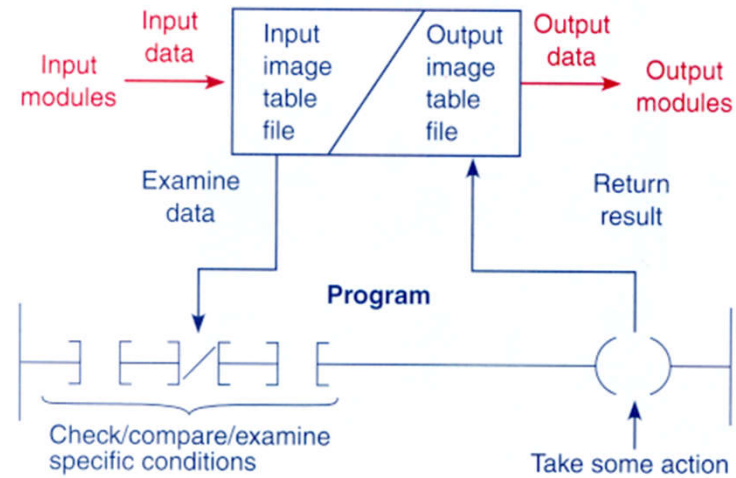 Input
data
Input
modules
Input
image
table
file
Output
image
table
file
Output
data
Output
modules
Examine
data
Return
result
Program
Check/compare/examine
specific conditions
Take some action